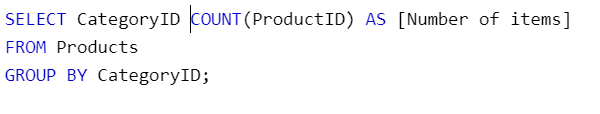 SELECT CategoryID COUNT(ProductID) AS [Number of items]
FROM Products
GROUP BY CategoryID;